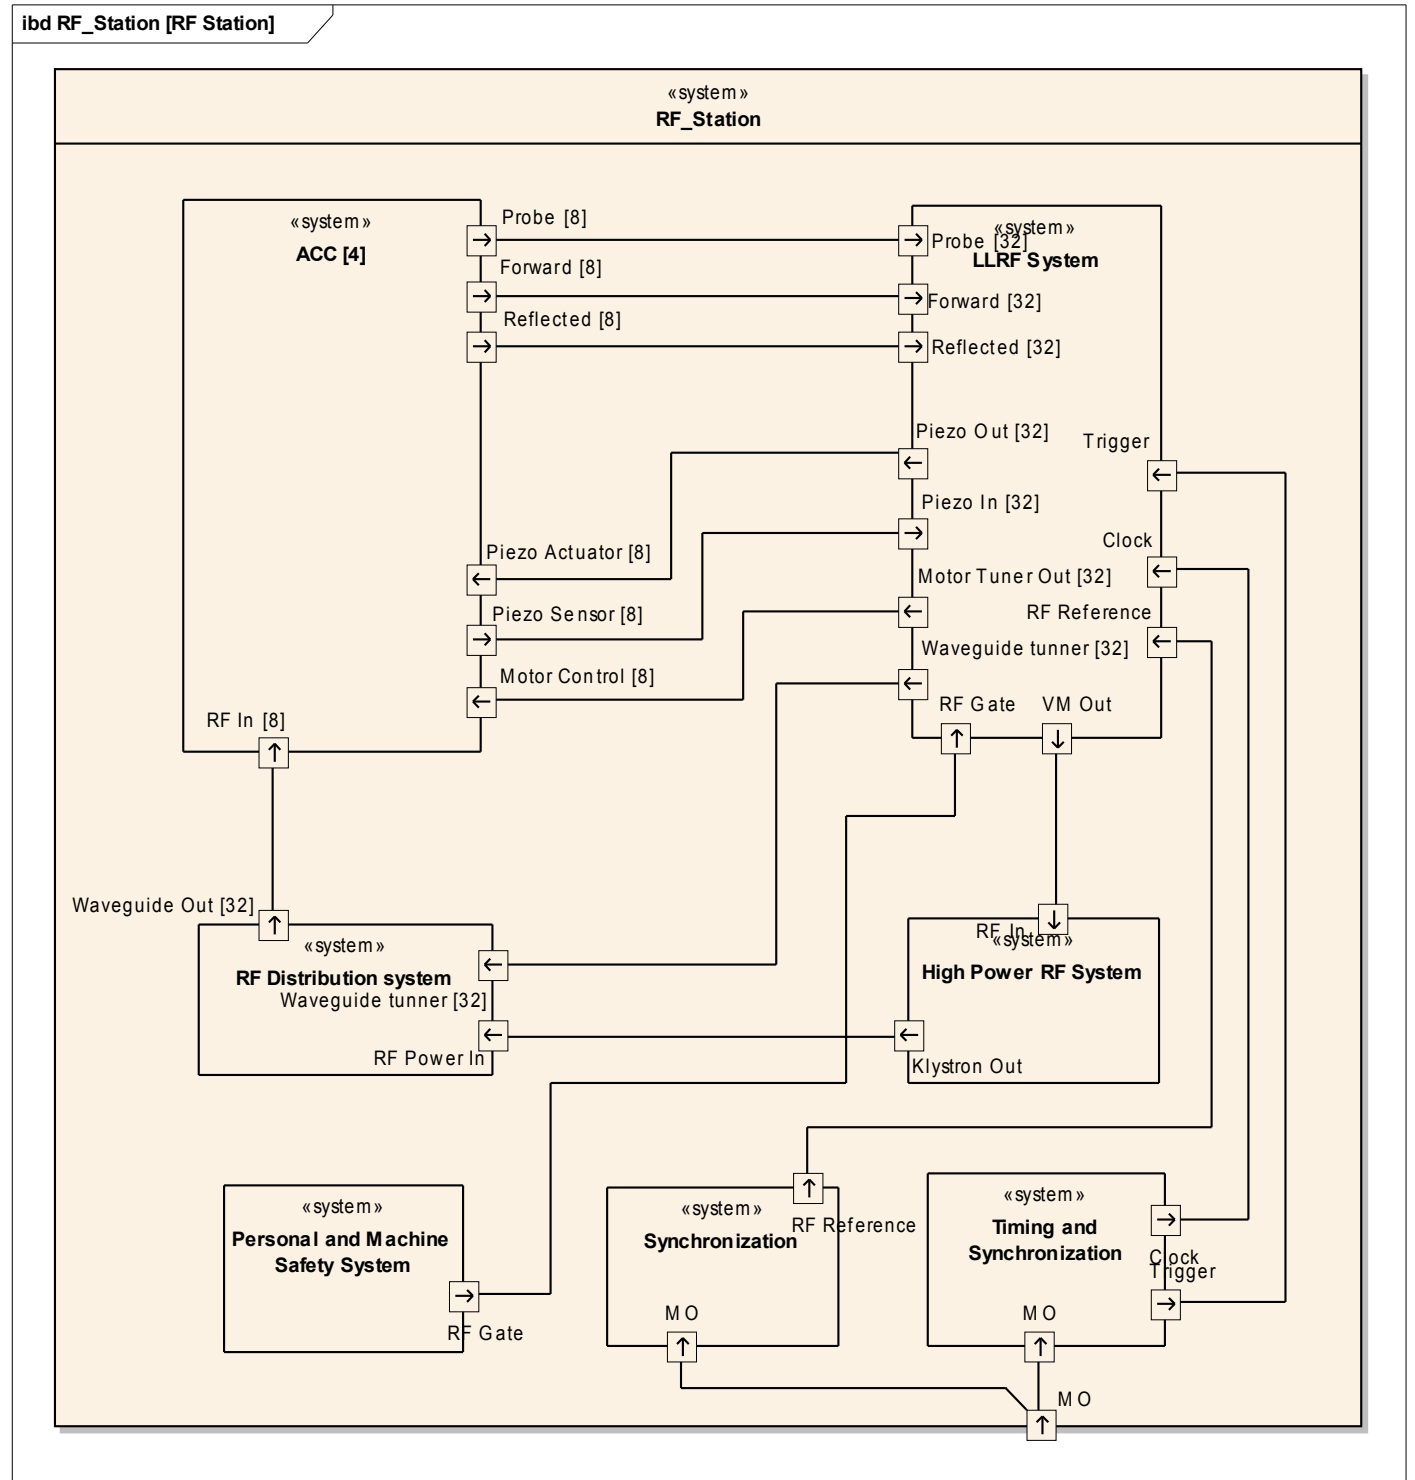 ibd RF_Station [RF Station]
«system»
RF_Station
«system»
ACC [4]
Probe [8]
Forward [8]
Reflected [8]
«system»
Probe [32]
LLRF System
Forward [32]
Reflected [32]
Piezo Out [32]
Trigger
Piezo In [32]
Clock
Piezo Actuator [8]
Motor Tuner Out [32]
Piezo Sensor [8]
RF Reference
Waveguide tunner [32]
Motor Control [8]
RF Gate
VM Out
RF In [8]
Waveguide Out [32]
«system»
RF Distribution system
Waveguide tunner [32]
RF Power In
RF In
«system»
High Power RF System
Klystron Out
«system»
Personal and Machine
Safety System
RF Gate
«system»
Synchronization
RF Reference
MO
«system»
Timing and
Synchronization
Clock
Trigger
MO
MO